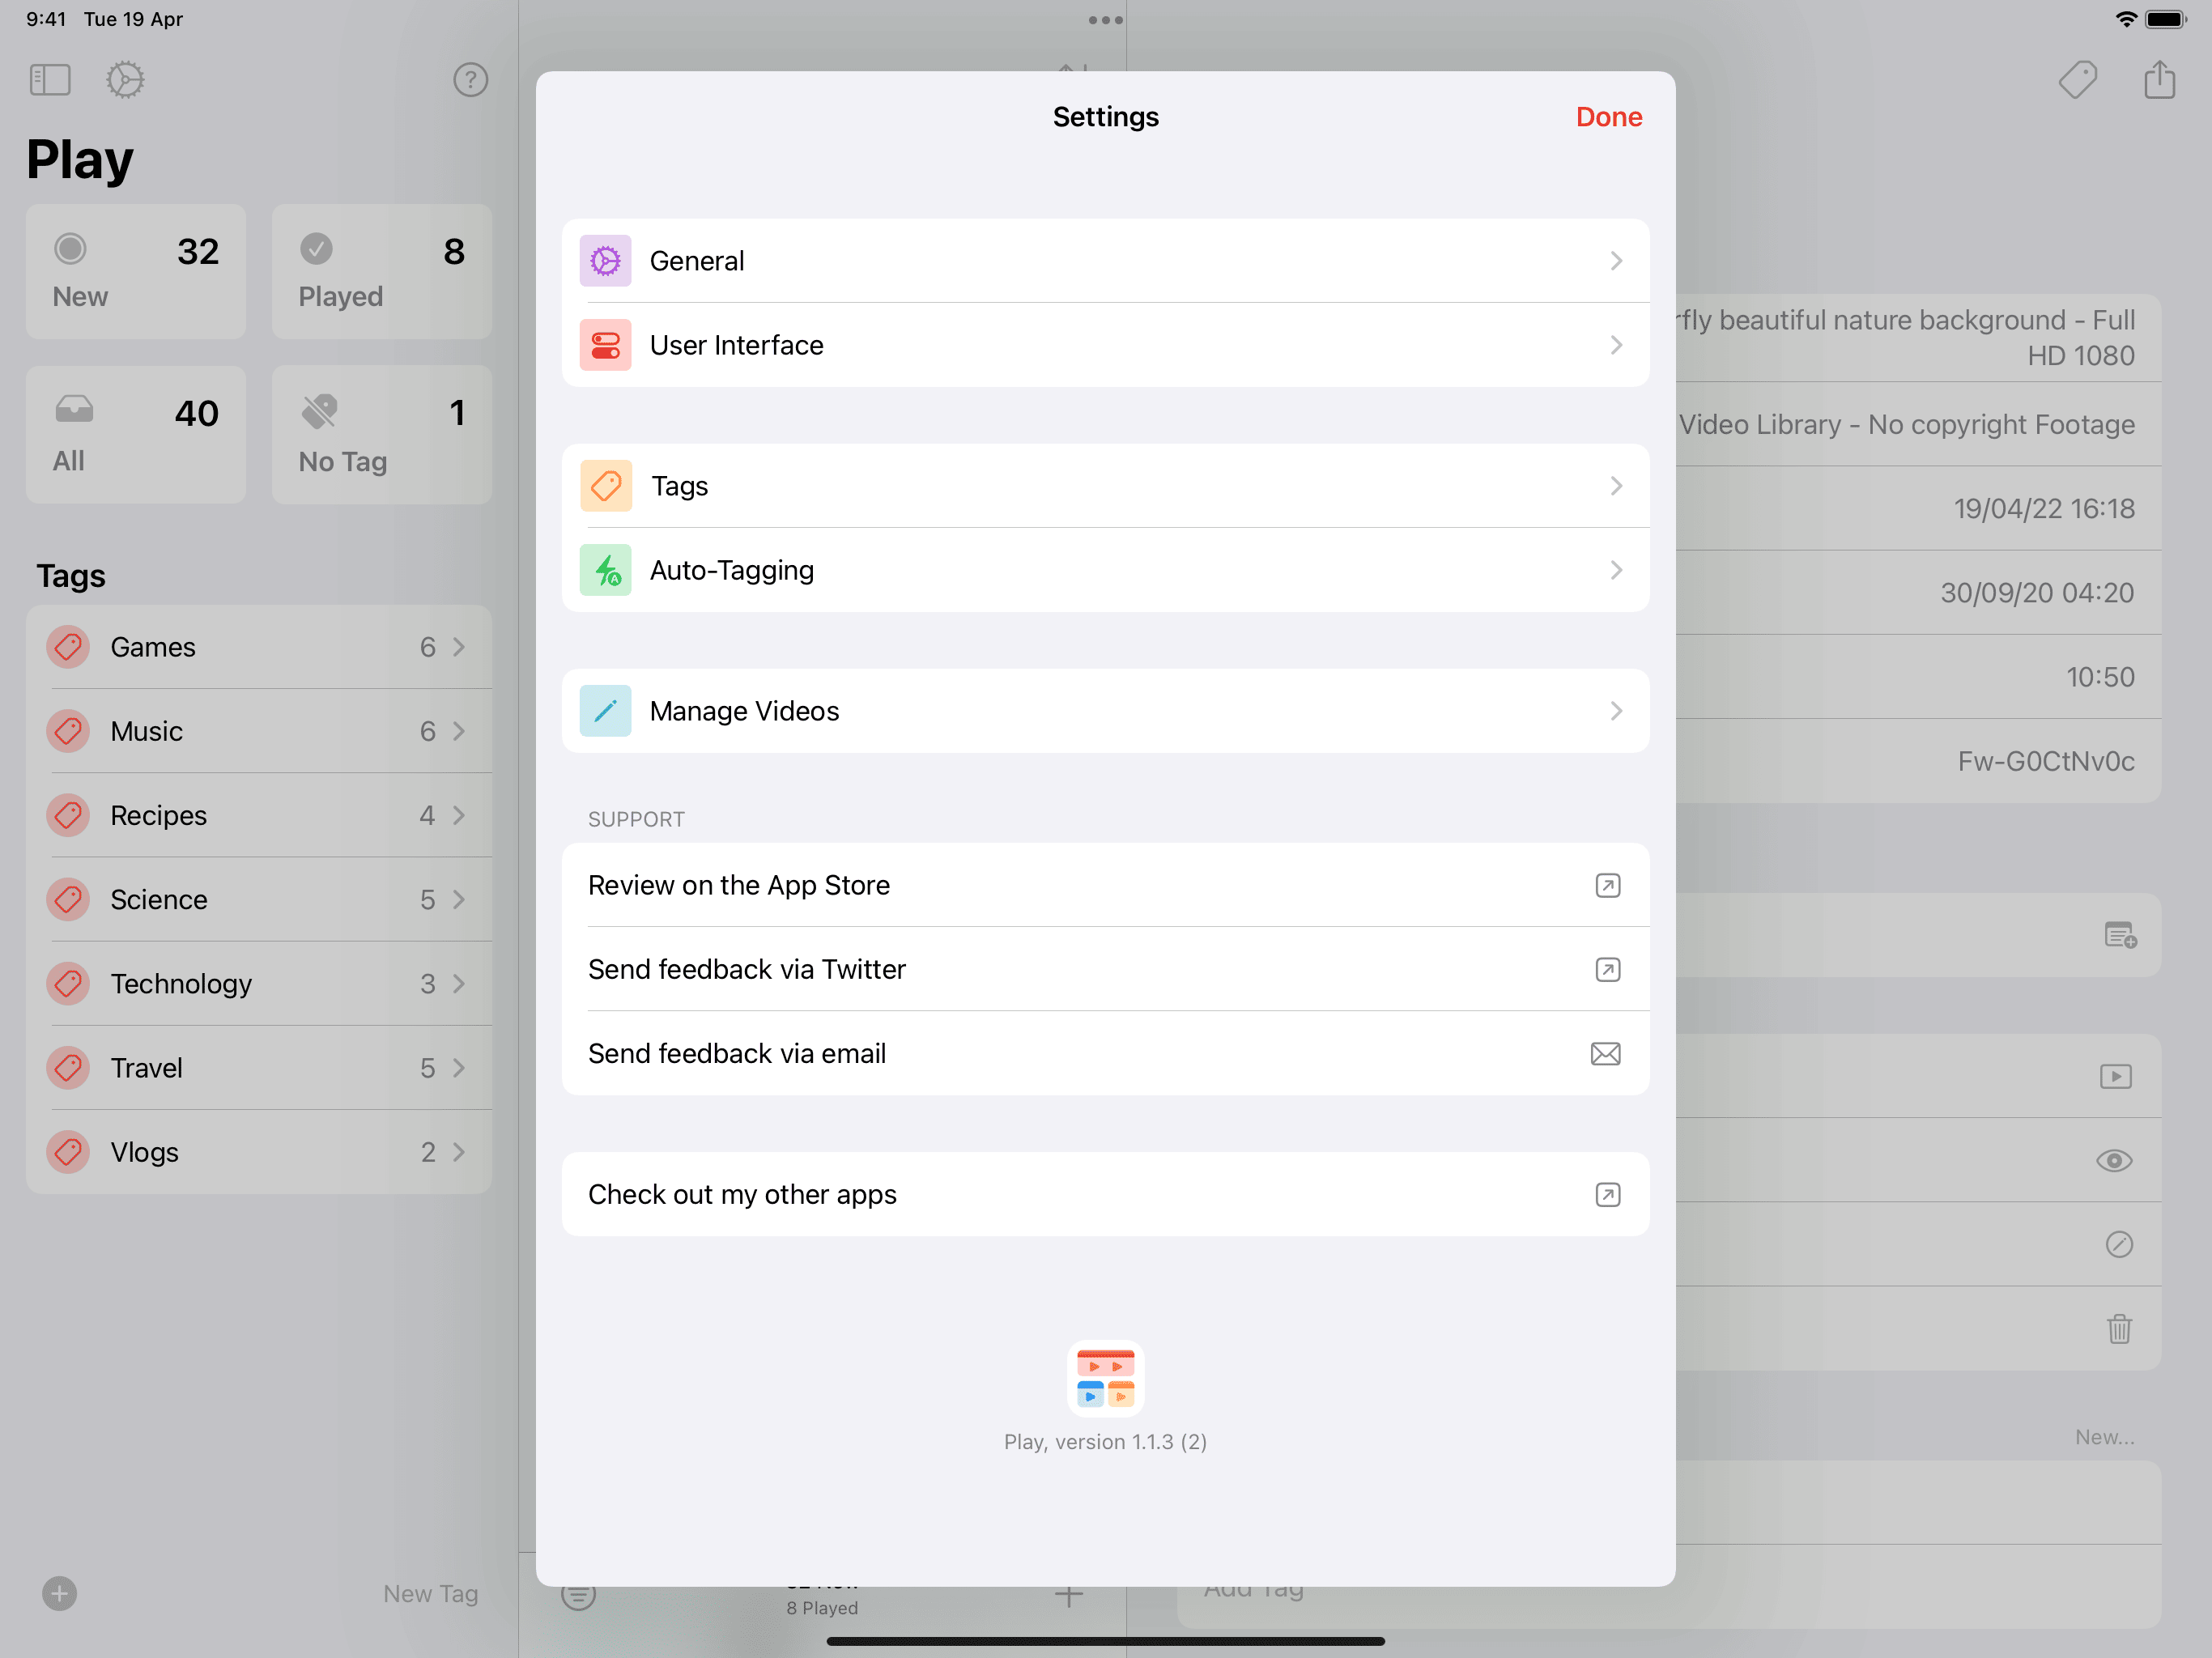 9:41 Tue 19 Apr
Play
32
New
8
Played
40
All
1
No Tag
Tags
Games 6
Music 6
Recipes 4
Science 5
Technology 3
Travel 5
Vlogs 2
New Tag
Settings
Done
General
User Interface
Tags
Auto-Tagging
Manage Videos
SUPPORT
Review on the App Store
Send feedback via Twitter
Send feedback via email
Check out my other apps
Play, version 1.1.3 (2)
8 Played
beautiful nature background - Full
HD 1080
Video Library - No copyright Footage
19/04/22 16:18
30/09/20 04:20
10:50
Fw-G0CtNv0c
New...
Add Tag